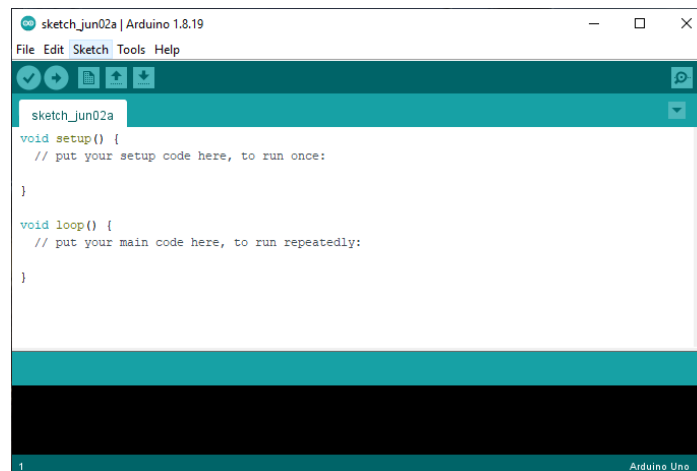 sketch_jun02a | Arduino 1.8.19
File Edit Sketch Tools Help
sketch_jun02a
void setup() {
  // put your setup code here, to run once:
}
void loop() {
  // put your main code here, to run repeatedly:
}
1 Arduino Uno